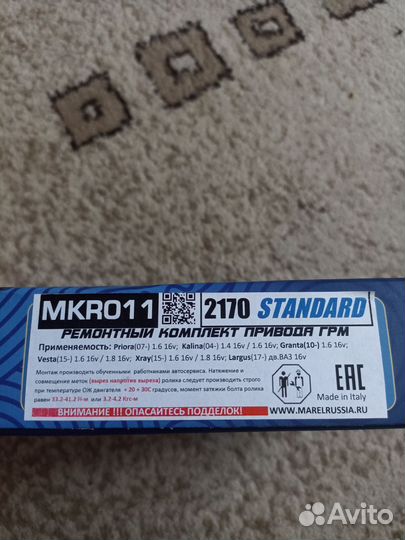 MKR011 2170 STANDARD
РЕМОНТНЫЙ КОМПЛЕКТ ПРИВОДА ГРМ
Применяемость: Priora(07-) 1.6 16v; Kalina(04-) 1.4 16v / 1.6 16v; Granta(10-) 1.6 16v;
Vesta(15-) 1.6 16v / 1.8 16v; Xray(15-) 1.6 16v / 1.8 16v; Largus(17-) дв.ВАЗ 16v
Монтаж производить обученными работниками автосервиса. Натяжение и
совмещение меток (вырез напротив выреза) ролика следует производить строго
при температуре ОЖ двигателя + 20 + 30С градусов, момент затяжки болта ролика
равен 33.2-41.2 Н-м или 3.2-4.2 Кгс-м
ВНИМАНИЕ !!! ОПАСАЙТЕСЬ ПОДДЕЛОК!
EAC
Made in Italy
WWW.MARELRUSSIA.RU
Avito